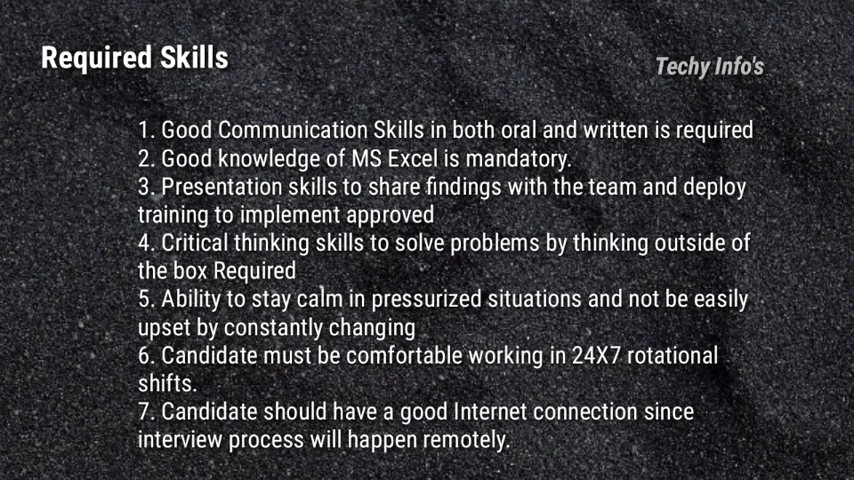 Required Skills
Techy Info's
1. Good Communication Skills in both oral and written is required
2. Good knowledge of MS Excel is mandatory.
3. Presentation skills to share findings with the team and deploy
training to implement approved
4. Critical thinking skills to solve problems by thinking outside of
the box Required
5. Ability to stay calm in pressurized situations and not be easily
upset by constantly changing
6. Candidate must be comfortable working in 24X7 rotational
shifts.
7. Candidate should have a good Internet connection since
interview process will happen remotely.